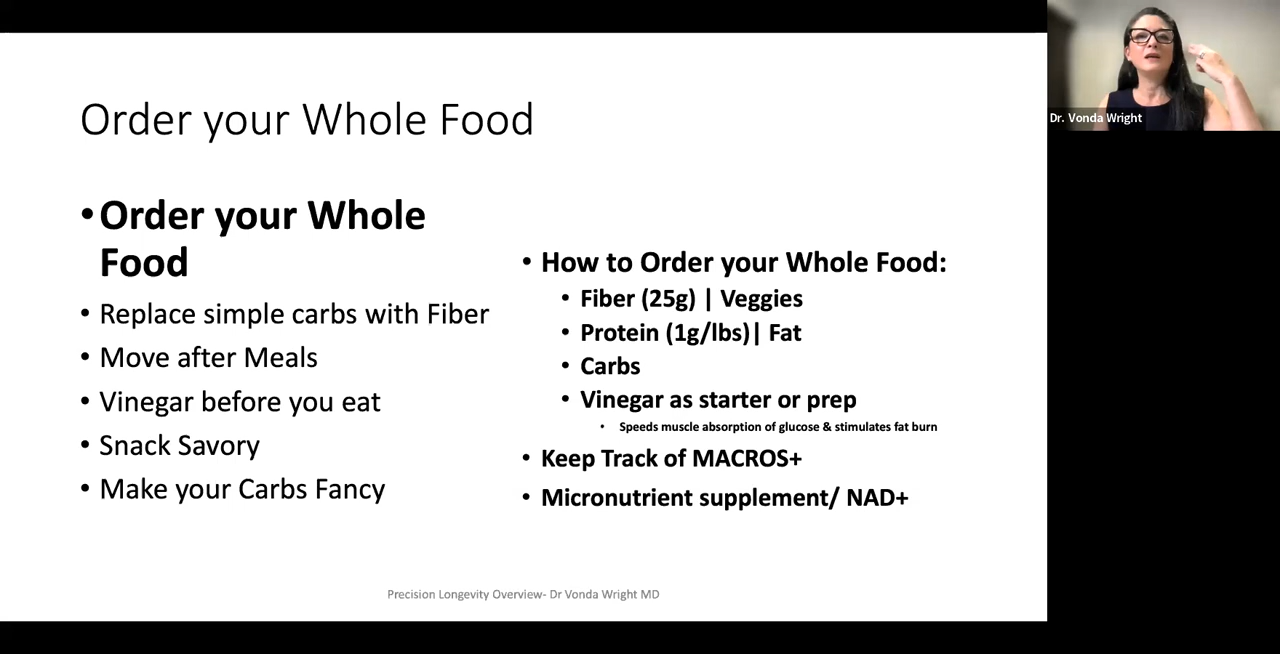 Order your Whole Food
• Order your Whole
Food
• Replace simple carbs with Fiber
• Move after Meals
• Vinegar before you eat
• Snack Savory
• Make your Carbs Fancy
• How to Order your Whole Food:
• Fiber (25g) | Veggies
• Protein (1g/lbs)| Fat
• Carbs
• Vinegar as starter or prep
• Speeds muscle absorption of glucose & stimulates fat burn
• Keep Track of MACROS+
• Micronutrient supplement/ NAD+
Precision Longevity Overview- Dr Vonda Wright MD
Dr. Vonda Wright